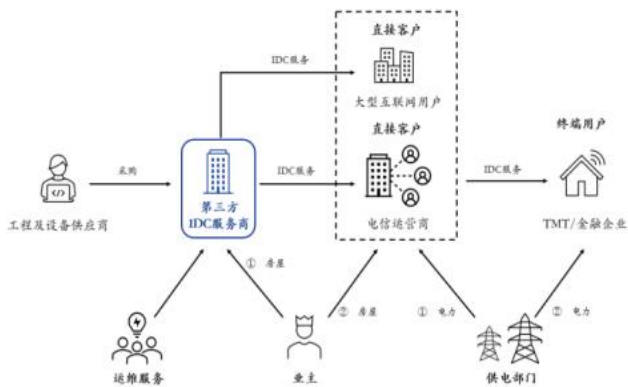 直接客户
IDC服务
大型互联网用户
直接客户
终端用户
采购
IDC服务
IDC服务
工程及设备供应商
第三方
IDC服务商
电信运营商
TMT/金融企业
① 房屋
② 房屋
① 电力
② 电力
运维服务
业主
供电部门